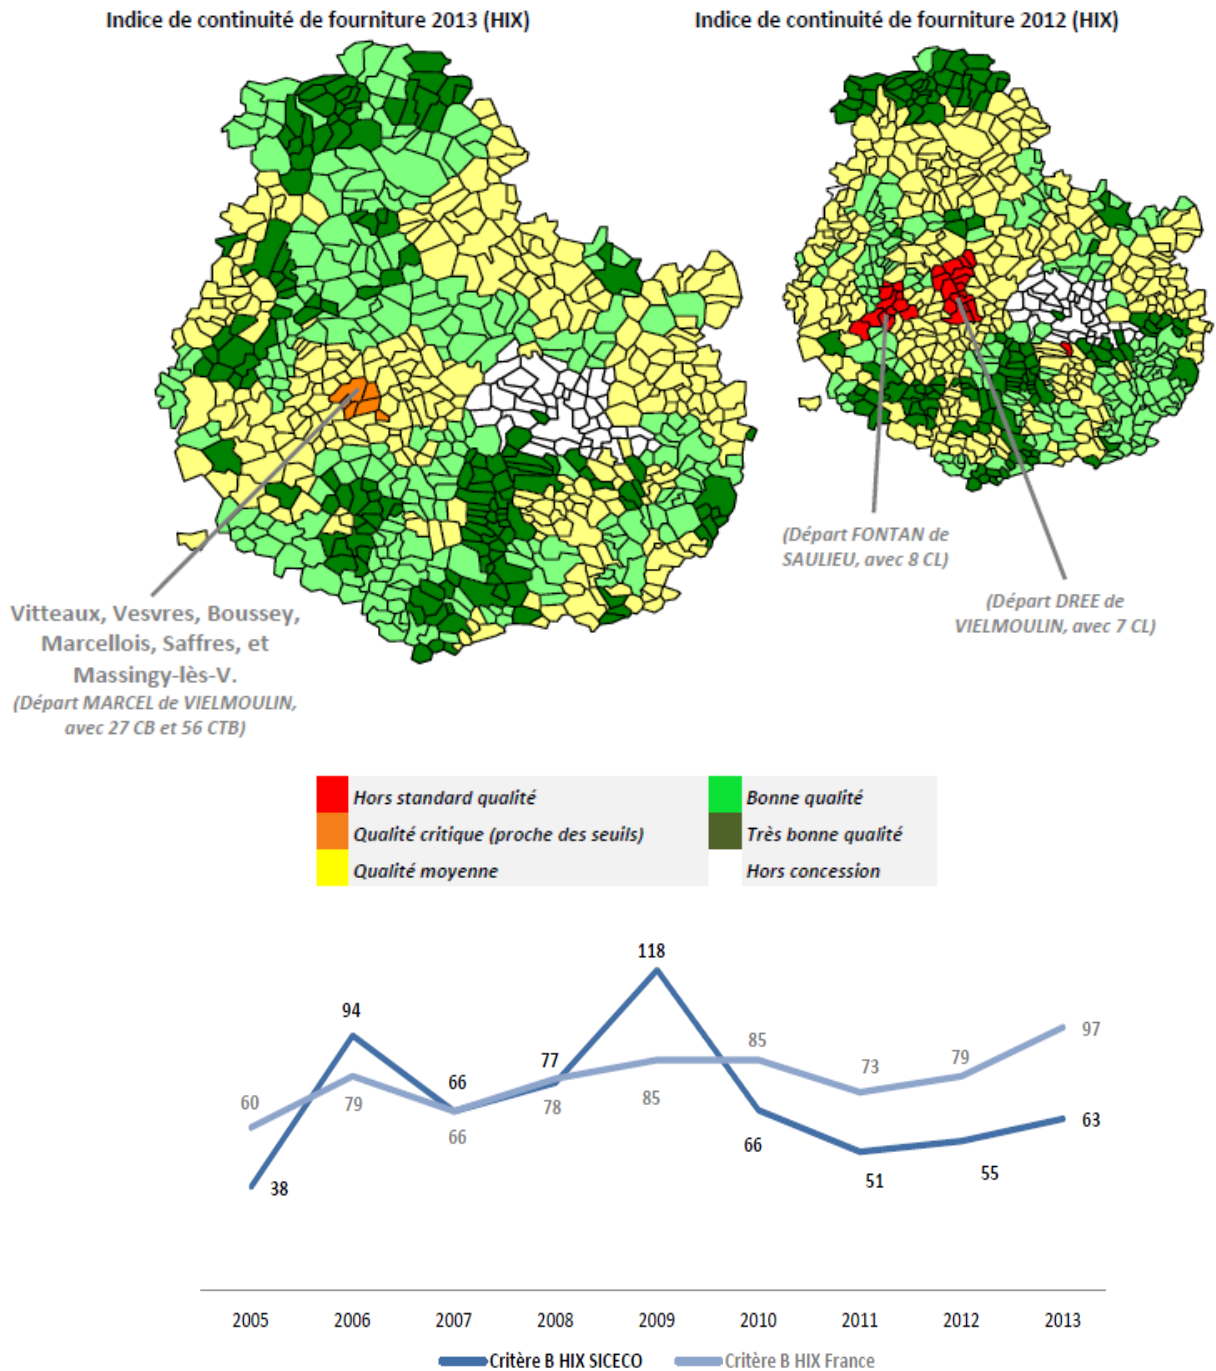 Indice de continuité de fourniture 2013 (HIX)
Indice de continuité de fourniture 2012 (HIX)
(Départ FONTAN de
SAULIEU, avec 8 CL)
(Départ DREE de
VIELMOULIN, avec 7 CL)
Vitteaux, Vesvres, Boussey,
Marcellois, Saffres, et
Massingy-lès-V.
(Départ MARCEL de VIELMOULIN,
avec 27 CB et 56 CTB)
Hors standard qualité
Bonne qualité
Qualité critique (proche des seuils)
Très bonne qualité
Qualité moyenne
Hors concession
118
94
97
85
77
79
73
66
60
79
78
85
63
66
66
55
51
38
2005 2006 2007 2008 2009 2010 2011 2012 2013
Critère B HIX SICECO
Critère B HIX France